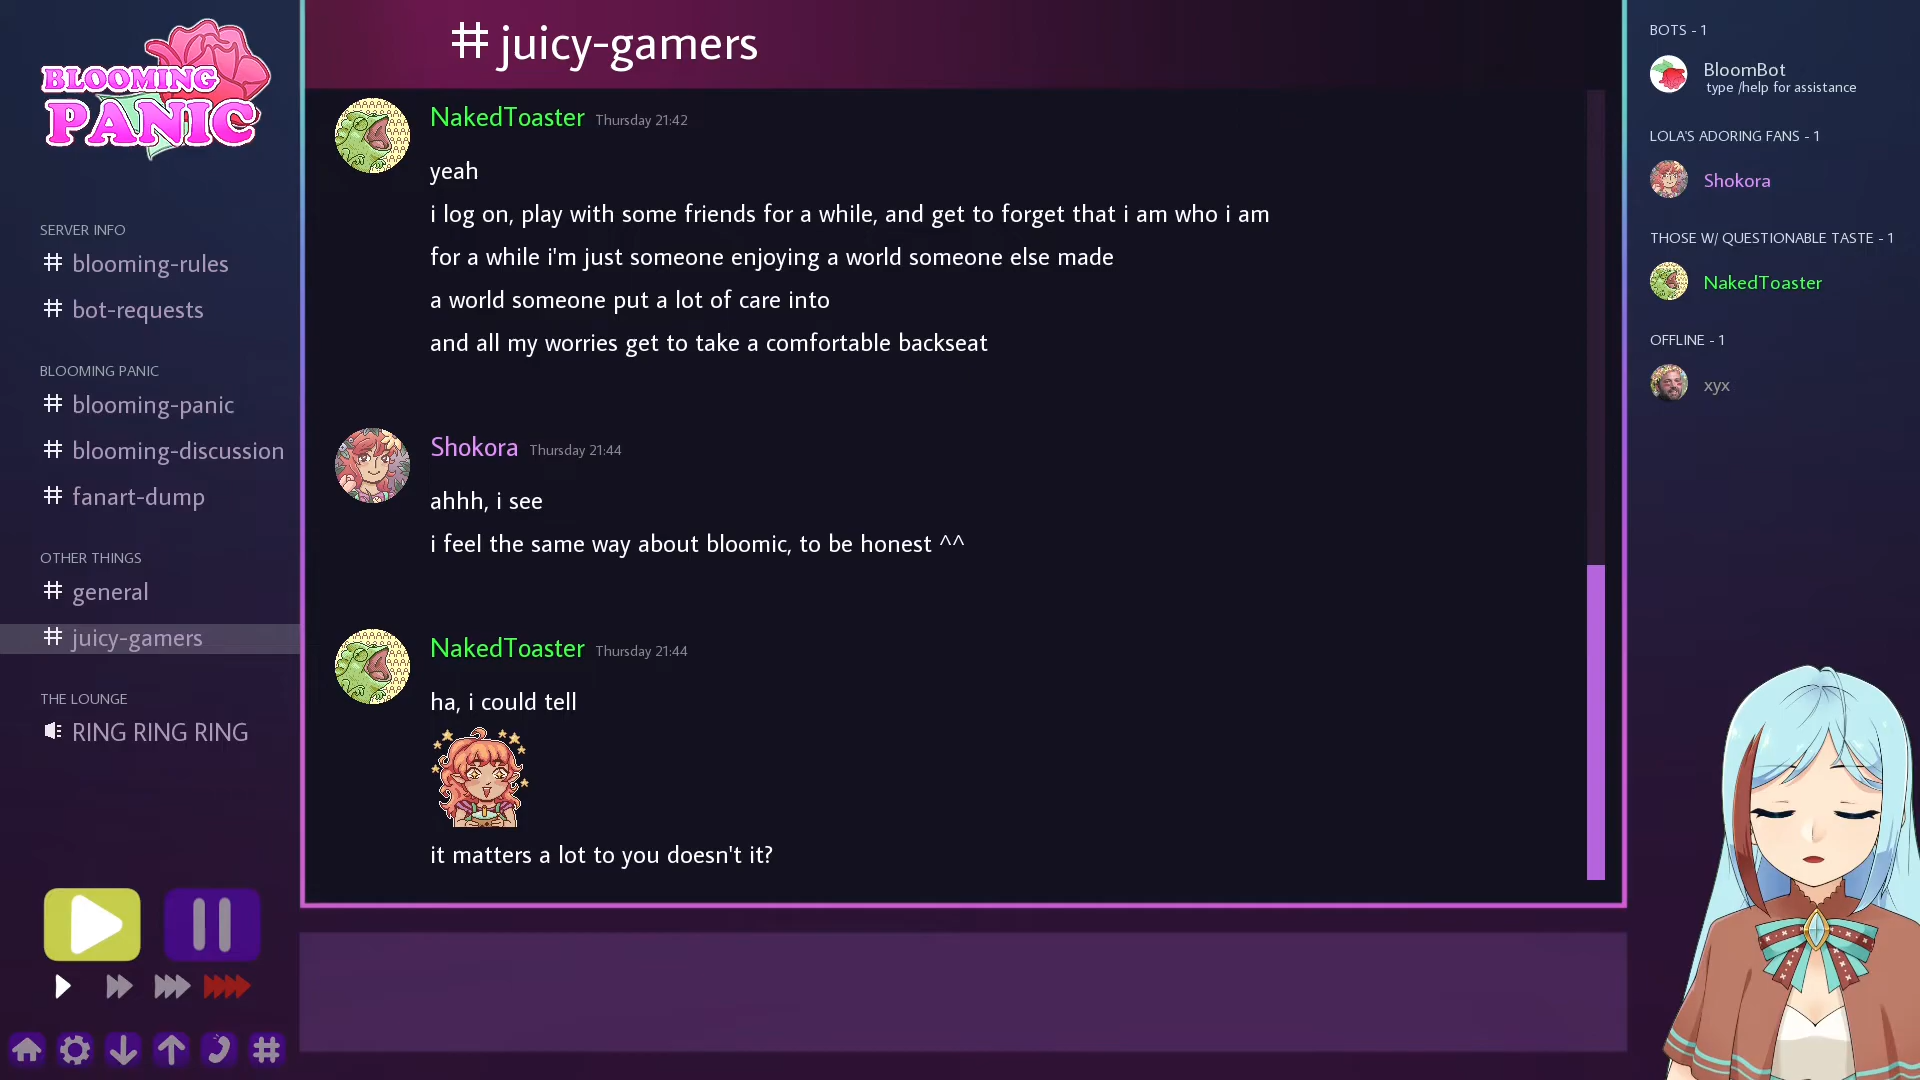 BLOOMING
PANIC
SERVER INFO
# blooming-rules
# bot-requests
BLOOMING PANIC
# blooming-panic
# blooming-discussion
# fanart-dump
OTHER THINGS
# general
# juicy-gamers
THE LOUNGE
RING RING RING
# juicy-gamers
NakedToaster Thursday 21:42
yeah
i log on, play with some friends for a while, and get to forget that i am who i am
for a while i'm just someone enjoying a world someone else made
a world someone put a lot of care into
and all my worries get to take a comfortable backseat
Shokora Thursday 21:44
ahhh, i see
i feel the same way about bloomic, to be honest ^^
NakedToaster Thursday 21:44
ha, i could tell
it matters a lot to you doesn't it?
BOTS - 1
BloomBot
type /help for assistance
LOLA'S ADORING FANS - 1
Shokora
THOSE W/ QUESTIONABLE TASTE - 1
NakedToaster
OFFLINE - 1
xyx